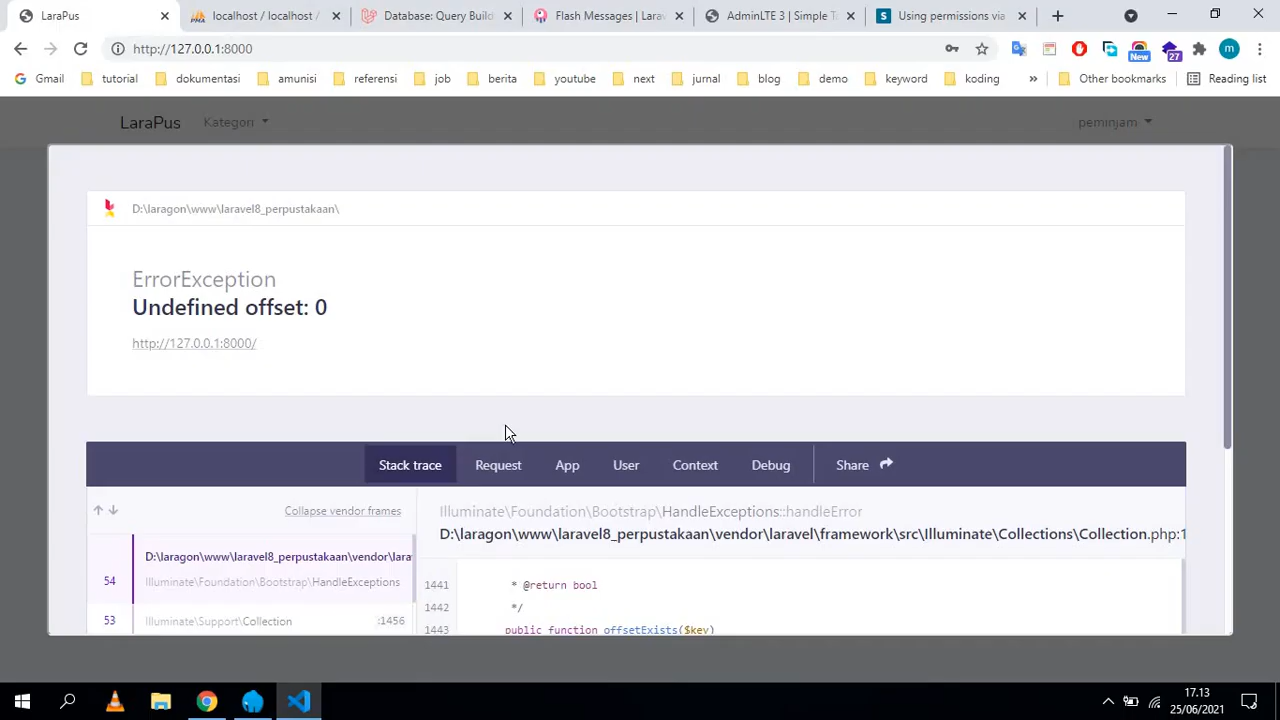 LaraPus
localhost / localhost /
Database: Query Build
Flash Messages | Larav
AdminLTE 3 | Simple Ta
Using permissions via
http://127.0.0.1:8000
New
27
m
Gmail
tutorial
dokumentasi
amunisi
referensi
job
berita
youtube
next
jurnal
blog
demo
keyword
koding
»
Other bookmarks
Reading list
LaraPus
Kategori
peminjam
D:\laragon\www\laravel8_perpustakaan\
ErrorException
Undefined offset: 0
http://127.0.0.1:8000/
Stack trace
Request
App
User
Context
Debug
Share
Collapse vendor frames
Illuminate\Foundation\Bootstrap\HandleExceptions::handleError
D:\laragon\www\laravel8_perpustakaan\vendor\laravel\framework\src\Illuminate\Collections\Collection.php:1
D:\laragon\www\laravel8_perpustakaan\vendor\lara
54
Illuminate\Foundation\Bootstrap\HandleExceptions
53
Illuminate\Support\Collection
:1456
1441 * @return bool
1442 */
1443 public function offsetExists($key)
17.13
25/06/2021